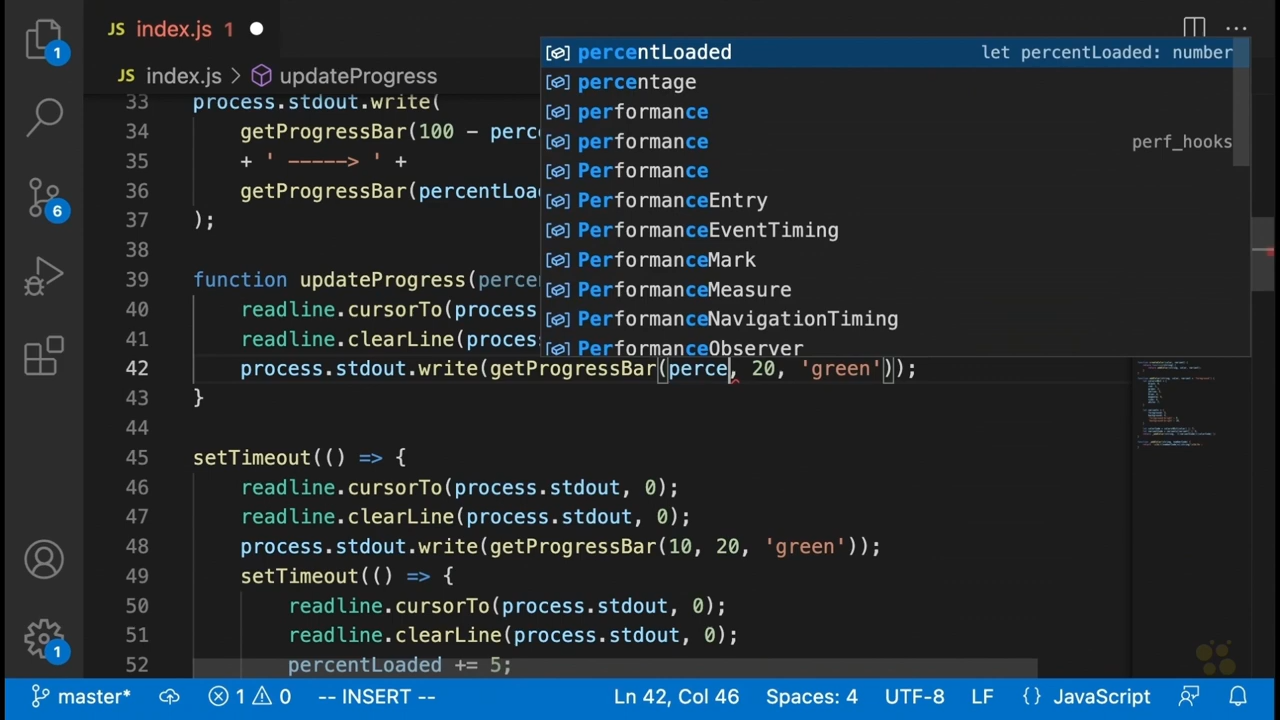 JS index.js 1
JS index.js > updateProgress
33 process.stdout.write(
34 getProgressBar(100 - perc
35 + ' -----> ' +
36 getProgressBar(percentLoa
37 );
38
39 function updateProgress(perce
40 readline.cursorTo(process
41 readline.clearLine(proces
42 process.stdout.write(getProgressBar(perce, 20, 'green'));
43 }
44
45 setTimeout(() => {
46 readline.cursorTo(process.stdout, 0);
47 readline.clearLine(process.stdout, 0);
48 process.stdout.write(getProgressBar(10, 20, 'green'));
49 setTimeout(() => {
50 readline.cursorTo(process.stdout, 0);
51 readline.clearLine(process.stdout, 0);
52 percentLoaded += 5;
percentLoaded let percentLoaded: number
percentage
performance
performance perf_hooks
Performance
PerformanceEntry
PerformanceEventTiming
PerformanceMark
PerformanceMeasure
PerformanceNavigationTiming
PerformanceObserver
1
6
1
master* 1 0 -- INSERT -- Ln 42, Col 46 Spaces: 4 UTF-8 LF {} JavaScript